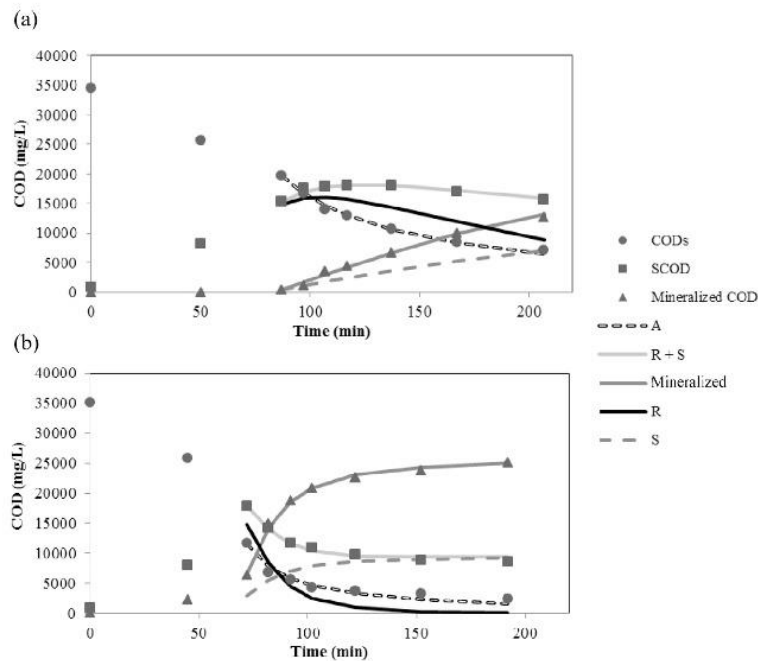 (a)
40000
35000
30000
25000
20000
15000
10000
5000
0
COD (mg/L)
0 50 100 150 200
Time (min)
(b)
40000
35000
30000
25000
20000
15000
10000
5000
0
COD (mg/L)
0 50 100 150 200
Time (min)
CODs
SCOD
Mineralized COD
A
R + S
Mineralized
R
S